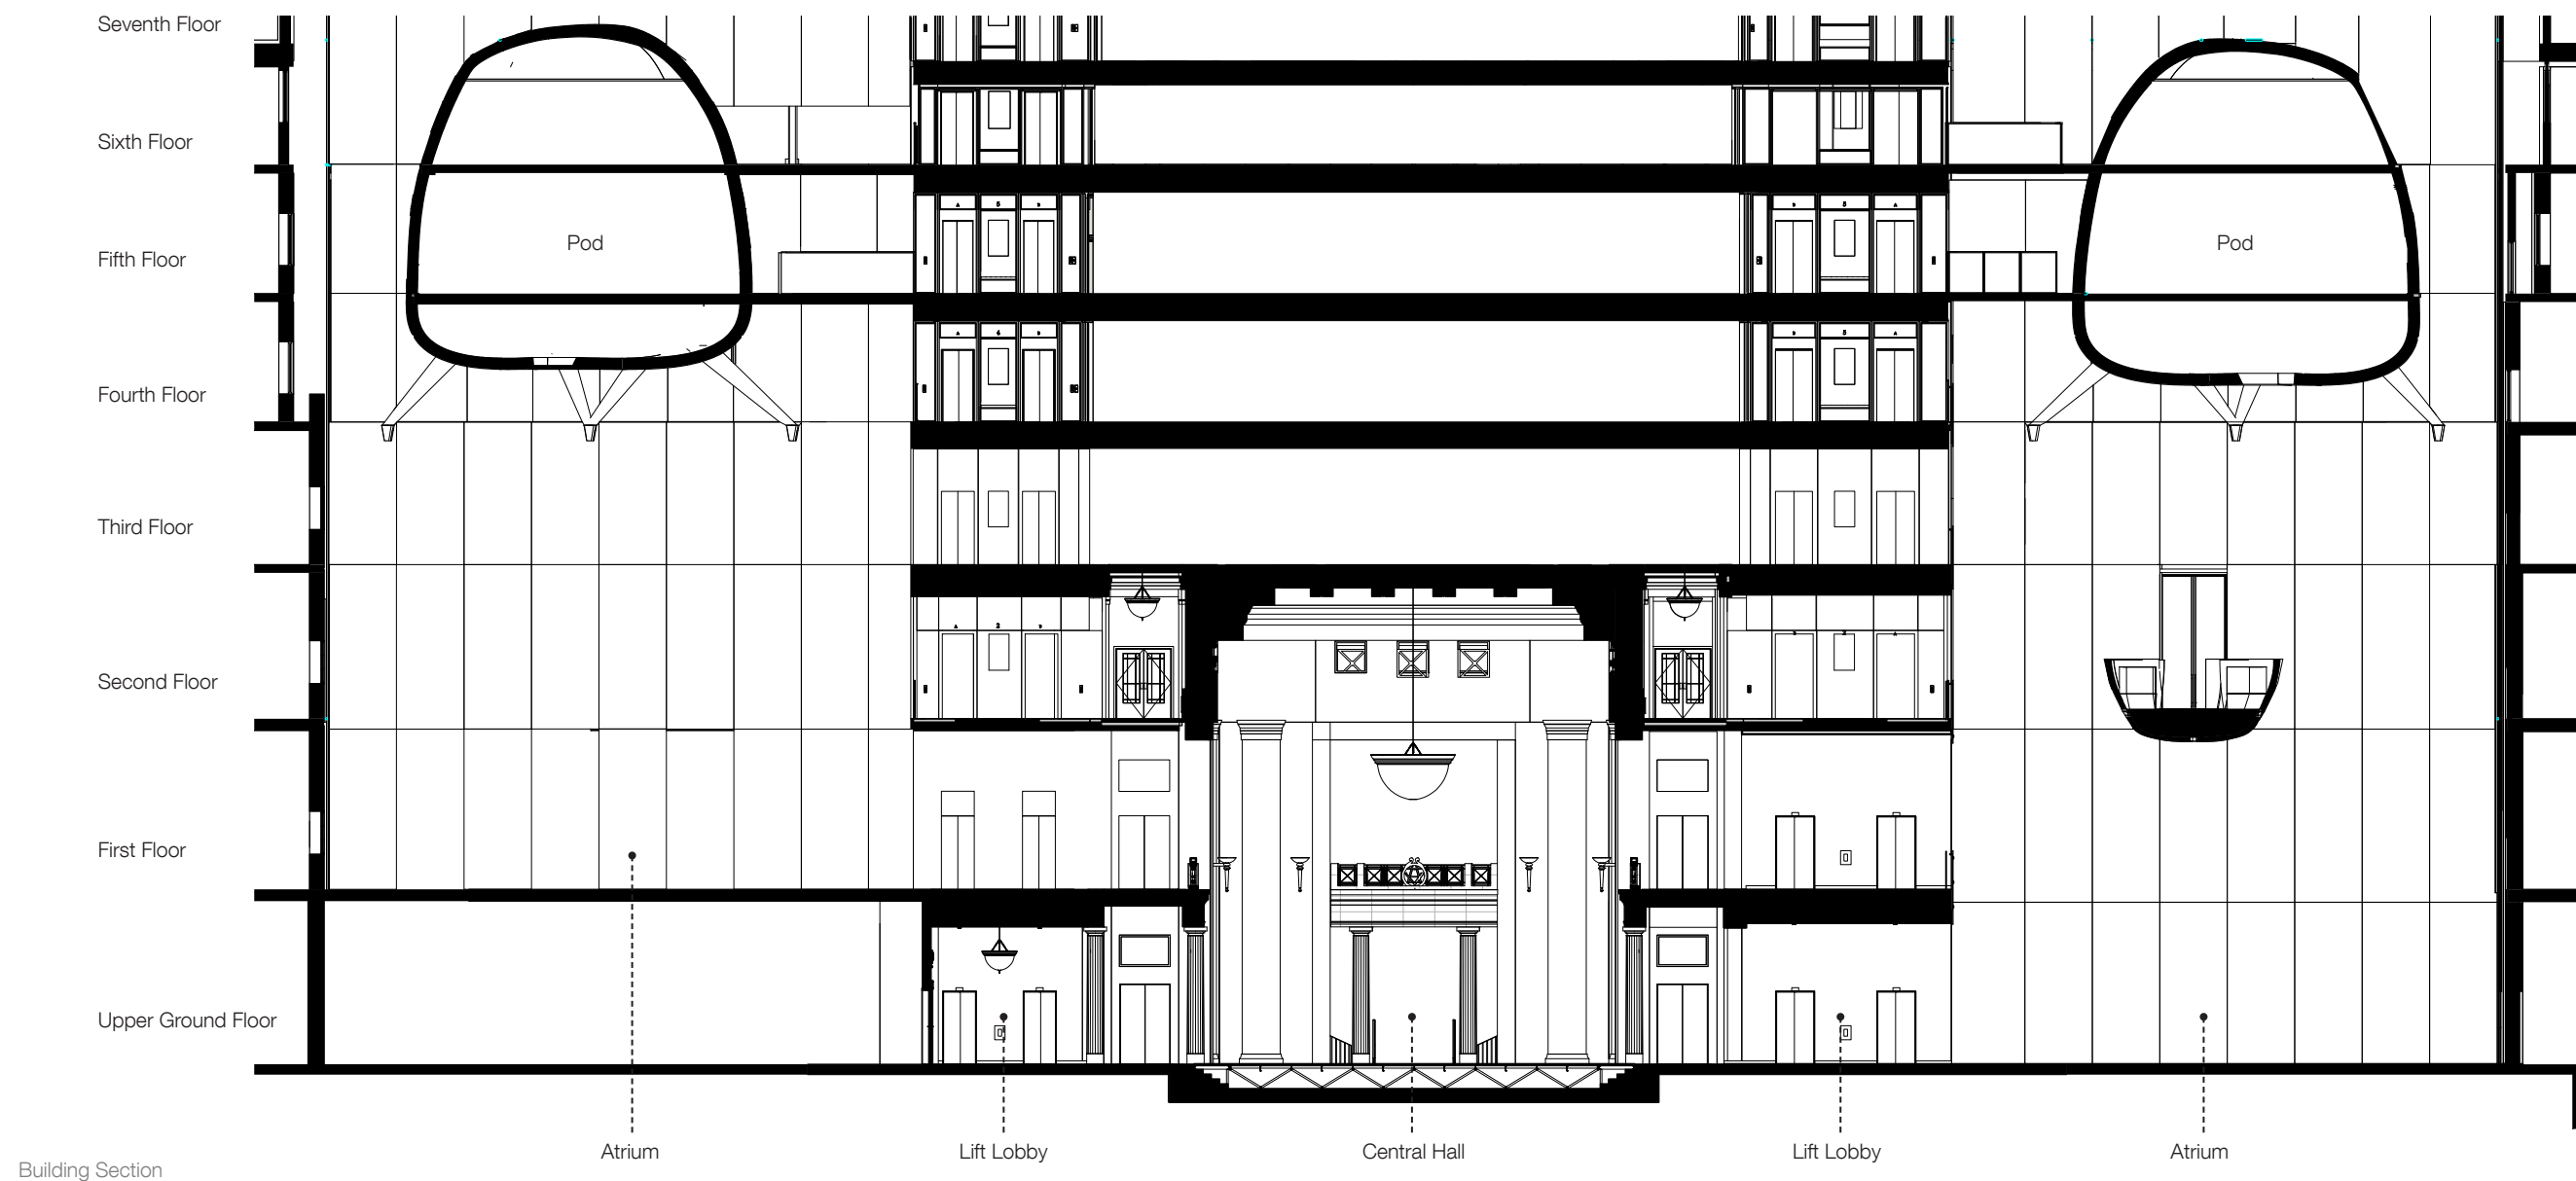 Seventh Floor
Sixth Floor
Pod
Pod
Fifth Floor
Fourth Floor
Third Floor
Second Floor
First Floor
Upper Ground Floor
Atrium
Lift Lobby
Central Hall
Lift Lobby
Atrium
Building Section